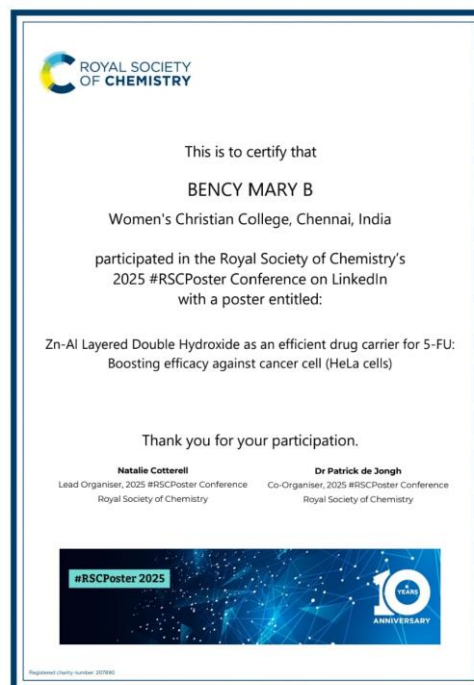 ROYAL SOCIETY
OF CHEMISTRY
This is to certify that
BENCY MARY B
Women's Christian College, Chennai, India
participated in the Royal Society of Chemistry's
2025 #RSCPoster Conference on LinkedIn
with a poster entitled:
Zn-Al Layered Double Hydroxide as an efficient drug carrier for 5-FU:
Boosting efficacy against cancer cell (HeLa cells)
Thank you for your participation.
Natalie Cotterell
Lead Organiser, 2025 #RSCPoster Conference
Royal Society of Chemistry
Dr Patrick de Jongh
Co-Organiser, 2025 #RSCPoster Conference
Royal Society of Chemistry
#RSCPoster 2025
10
YEARS
ANNIVERSARY
Registered charity number: 207890